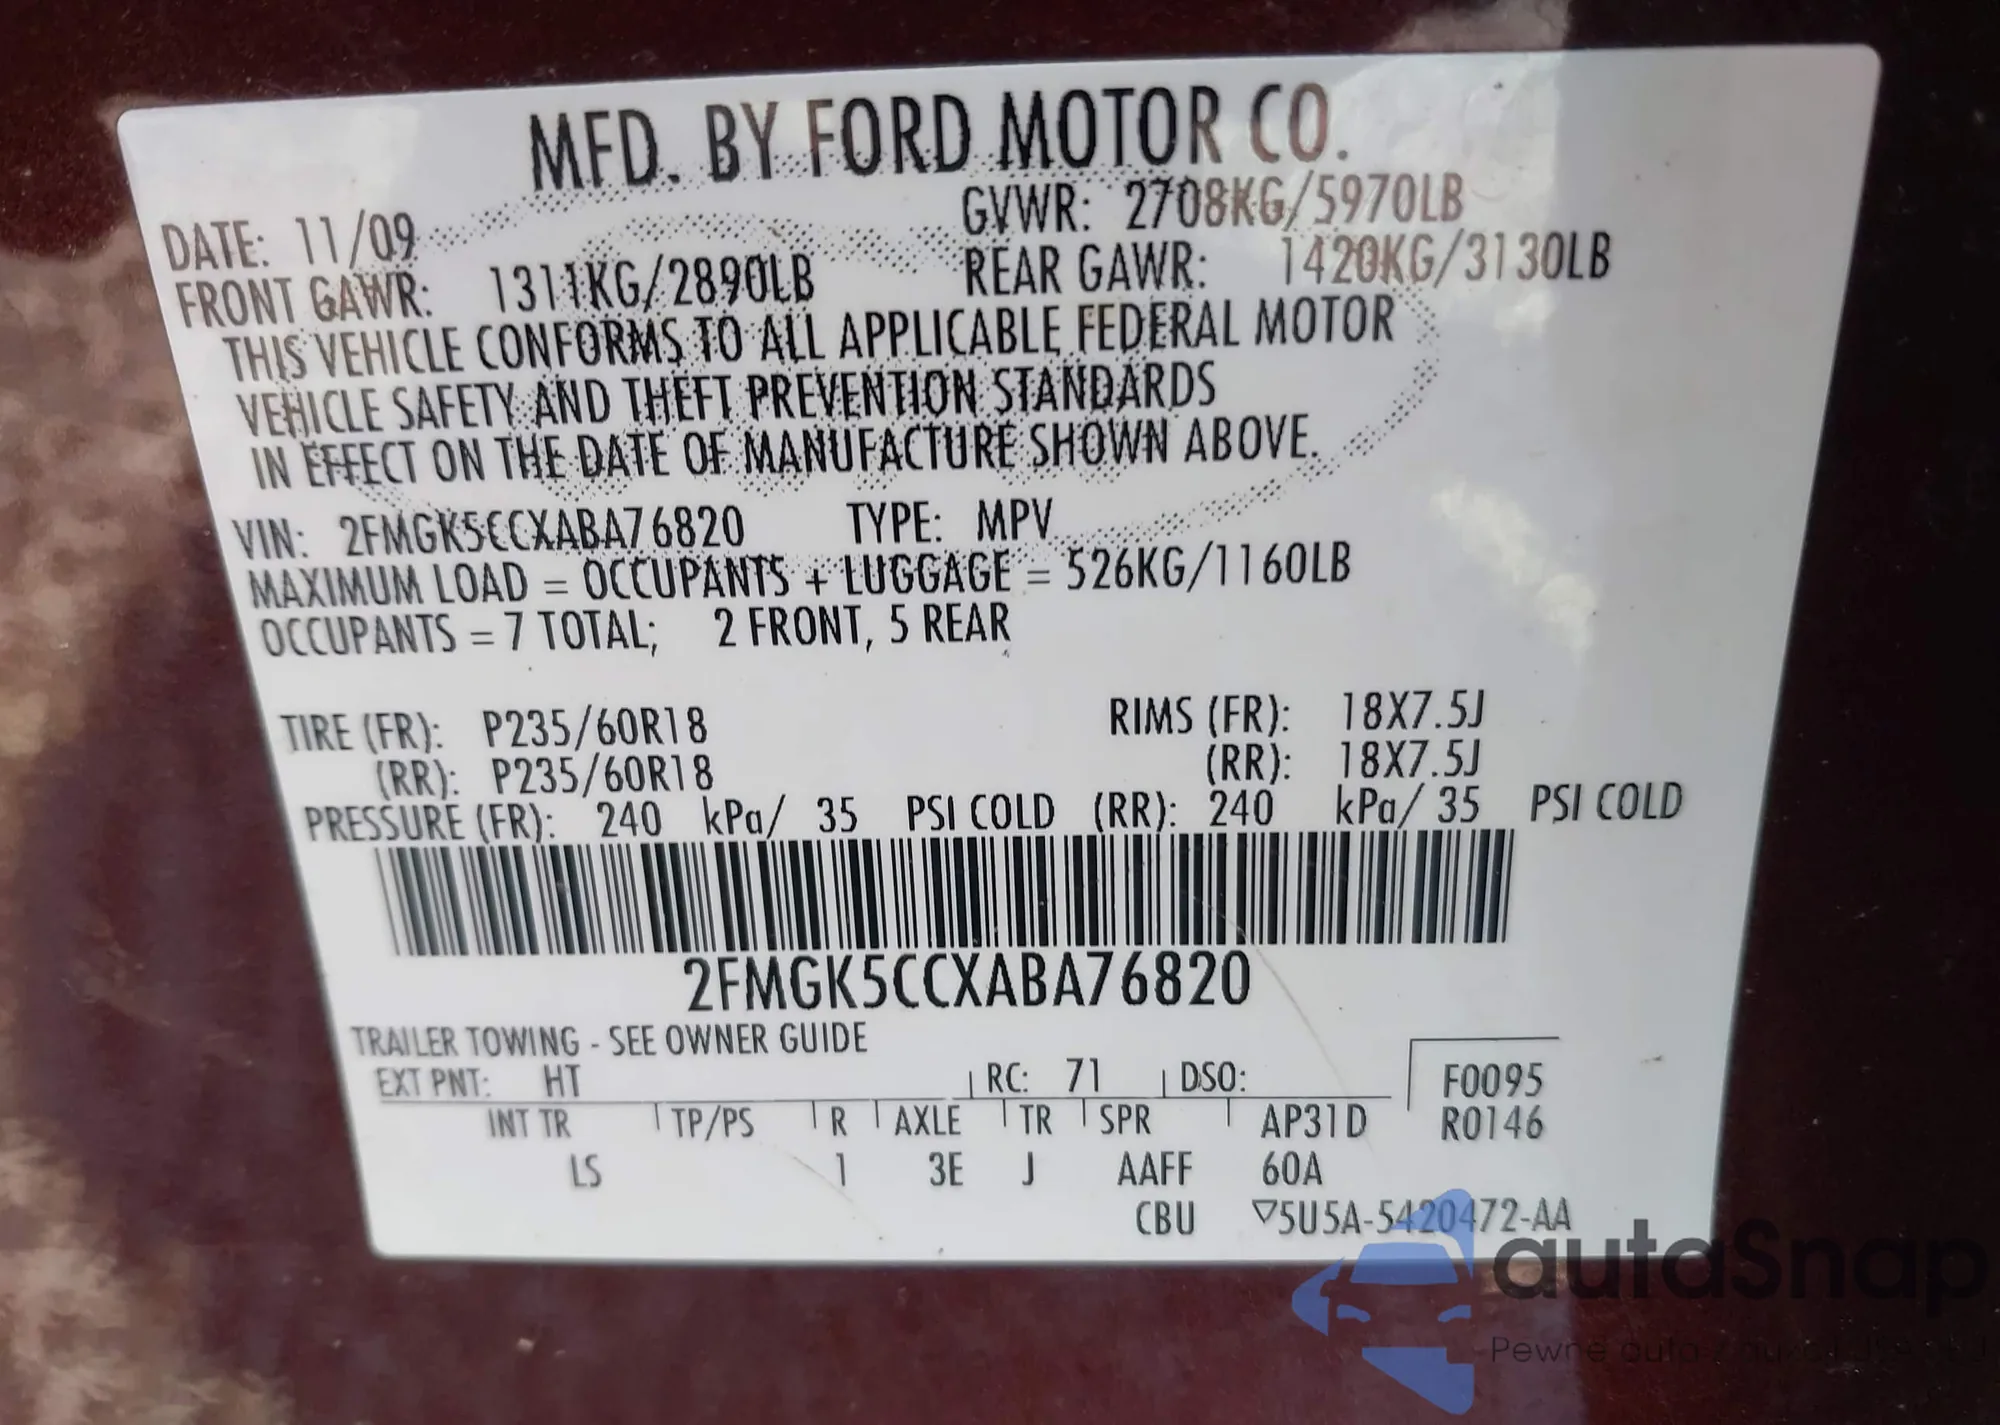 MFD. BY FORD MOTOR CO.
DATE: 11/09 GVWR: 2708KG/5970LB
FRONT GAWR: 1311KG/2890LB REAR GAWR: 1420KG/3130LB
THIS VEHICLE CONFORMS TO ALL APPLICABLE FEDERAL MOTOR
VEHICLE SAFETY AND THEFT PREVENTION STANDARDS
IN EFFECT ON THE DATE OF MANUFACTURE SHOWN ABOVE.
VIN: 2FMGK5CCXABA76820 TYPE: MPV
MAXIMUM LOAD = OCCUPANTS + LUGGAGE = 526KG/1160LB
OCCUPANTS = 7 TOTAL; 2 FRONT, 5 REAR
TIRE (FR): P235/60R18 RIMS (FR): 18X7.5J
(RR): P235/60R18 (RR): 18X7.5J
PRESSURE (FR): 240 kPa/ 35 PSI COLD (RR): 240 kPa/ 35 PSI COLD
2FMGK5CCXABA76820
TRAILER TOWING - SEE OWNER GUIDE
EXT PNT: HT RC: 71 DSO: F0095
INT TR TP/PS R AXLE TR SPR AP31D R0146
LS 1 3E J AAFF 60A
CBU ▽5U5A-5420472-AA
autaSnap
Pewne auta z aukcji